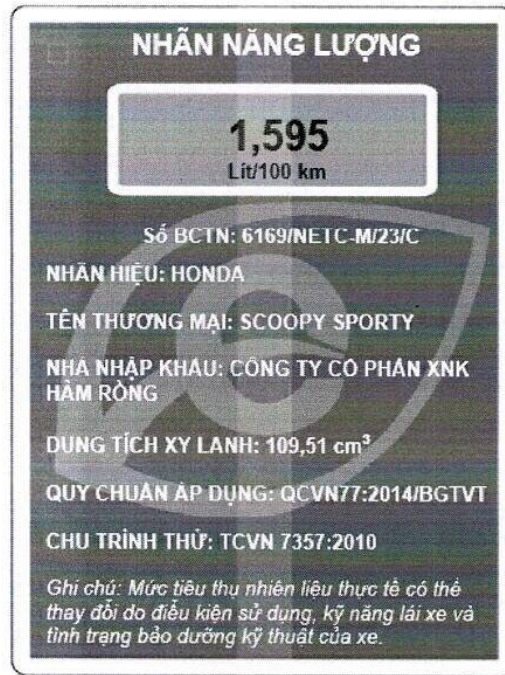 NHÃN NĂNG LƯỢNG
1,595
Lít/100 km
Số BCTN: 6169/NETC-M/23/C
NHÃN HIỆU: HONDA
TÊN THƯƠNG MẠI: SCOOPY SPORTY
NHÀ NHẬP KHẨU: CÔNG TY CỔ PHẦN XNK
HÀM RỒNG
DUNG TÍCH XY LANH: 109,51 cm³
QUY CHUẨN ÁP DỤNG: QCVN77:2014/BGTVT
CHU TRÌNH THỬ: TCVN 7357:2010
Ghi chú: Mức tiêu thụ nhiên liệu thực tế có thể
thay đổi do điều kiện sử dụng, kỹ năng lái xe và
tình trạng bảo dưỡng kỹ thuật của xe.